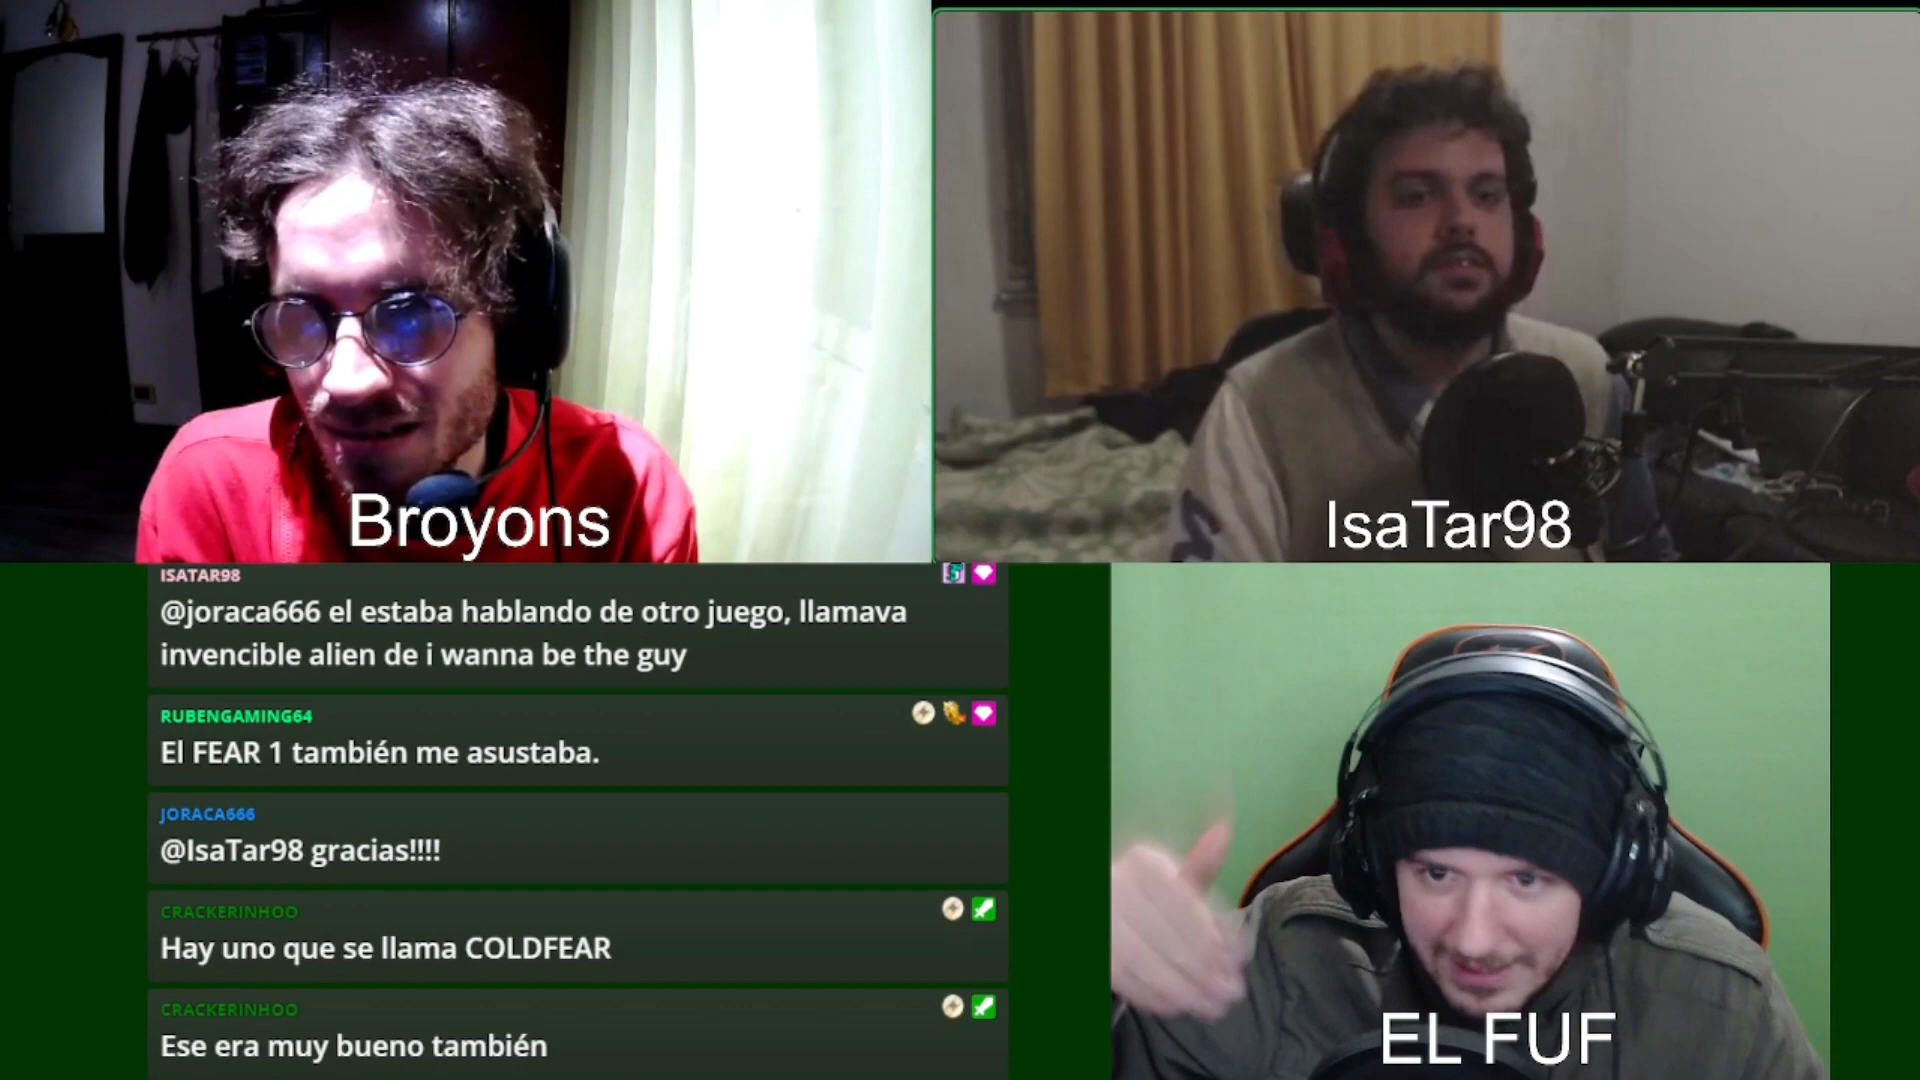 Broyons
IsaTar98
ISATAR98
@joraca666 el estaba hablando de otro juego, llamava
invencible alien de i wanna be the guy
RUBENGAMING64
El FEAR 1 también me asustaba.
JORACA666
@IsaTar98 gracias!!!!
CRACKERINHOO
Hay uno que se llama COLDFEAR
CRACKERINHOO
Ese era muy bueno también
EL FUF